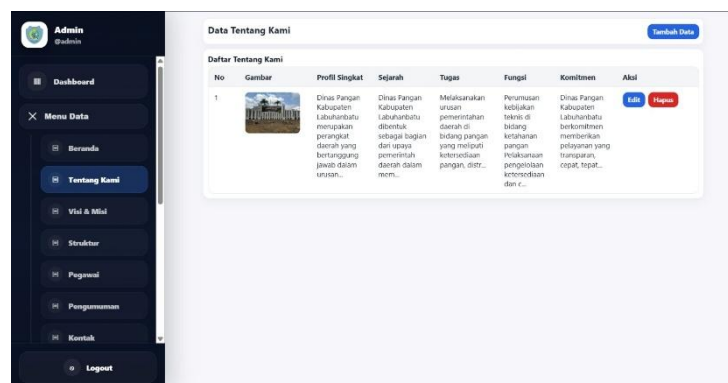 Admin
@admin
Dashboard
Menu Data
Beranda
Tentang Kami
Visi & Misi
Struktur
Pegawai
Pengumuman
Kontak
Logout
Data Tentang Kami
Tambah Data
Daftar Tentang Kami
No Gambar Profil Singkat Sejarah Tugas Fungsi Komitmen Aksi
1
Dinas Pangan
Kabupaten
Labuhanbatu
merupakan
perangkat
daerah yang
bertanggung
jawab dalam
urusan...
Dinas Pangan
Kabupaten
Labuhanbatu
dibentuk
sebagai bagian
dari upaya
pemerintah
daerah dalam
mem...
Melaksanakan
urusan
pemerintahan
daerah di
bidang pangan
yang meliputi
ketersediaan
pangan, distr...
Perumusan
kebijakan
teknis di
bidang
ketahanan
pangan
Pelaksanaan
pengelolaan
ketersediaan
dan c...
Dinas Pangan
Kabupaten
Labuhanbatu
berkomitmen
memberikan
pelayanan yang
transparan,
cepat, tepat...
Edit Hapus